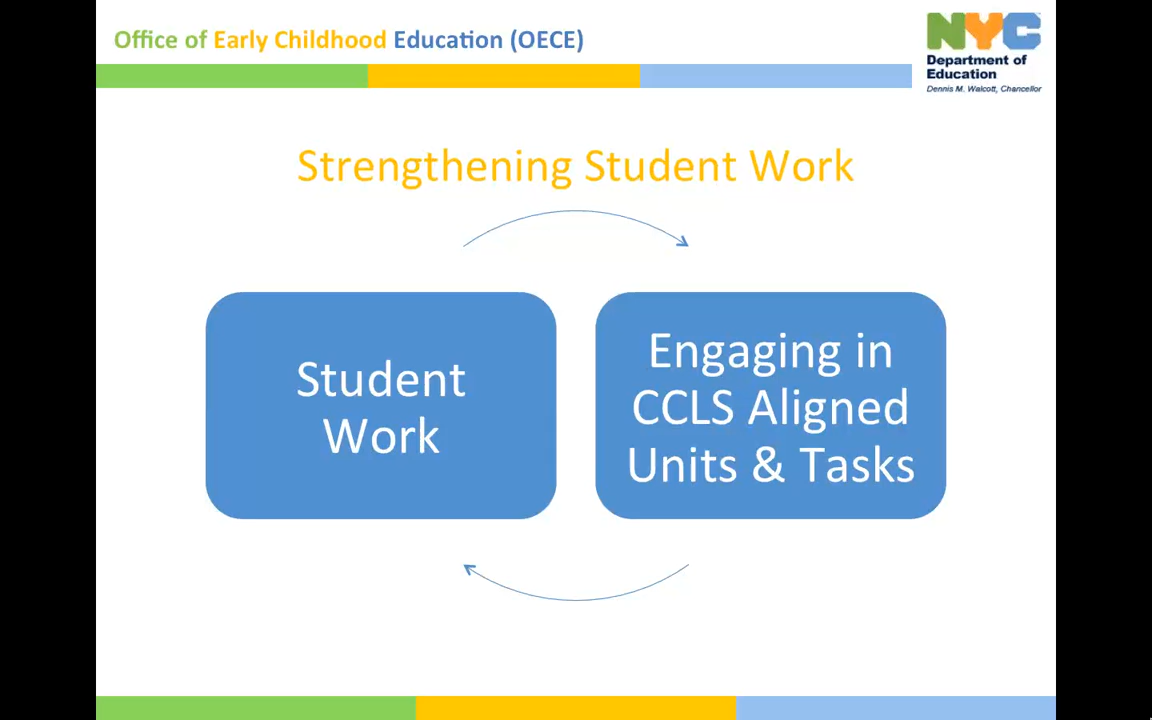 Office of Early Childhood Education (OECE)
NYC
Department of
Education
Dennis M. Walcott, Chancellor
Strengthening Student Work
Student
Work
Engaging in
CCLS Aligned
Units & Tasks